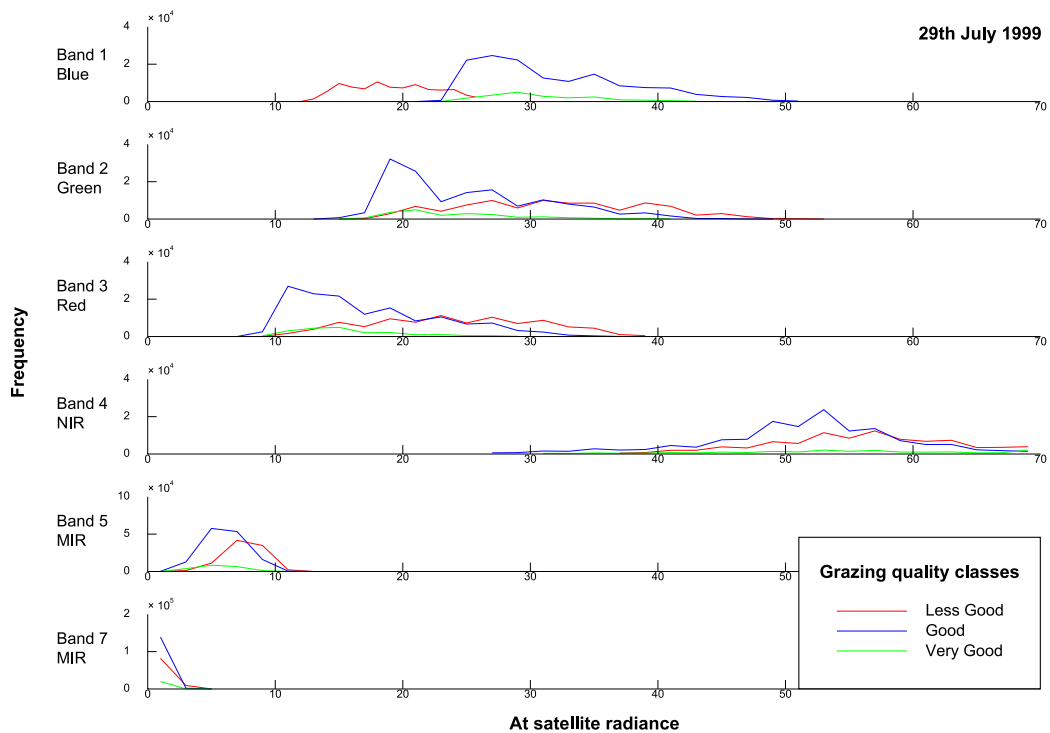 29th July 1999
Frequency
Band 1
Blue
× 10⁴
4
2
0
0 10 20 30 40 50 60 70
Band 2
Green
× 10⁴
4
2
0
0 10 20 30 40 50 60 70
Band 3
Red
× 10⁴
4
2
0
0 10 20 30 40 50 60 70
Band 4
NIR
× 10⁴
4
2
0
0 10 20 30 40 50 60 70
Band 5
MIR
× 10⁴
10
5
0
0 10 20 30 40 50
Band 7
MIR
× 10⁵
2
1
0
0 10 20 30 40 50
At satellite radiance
Grazing quality classes
Less Good
Good
Very Good